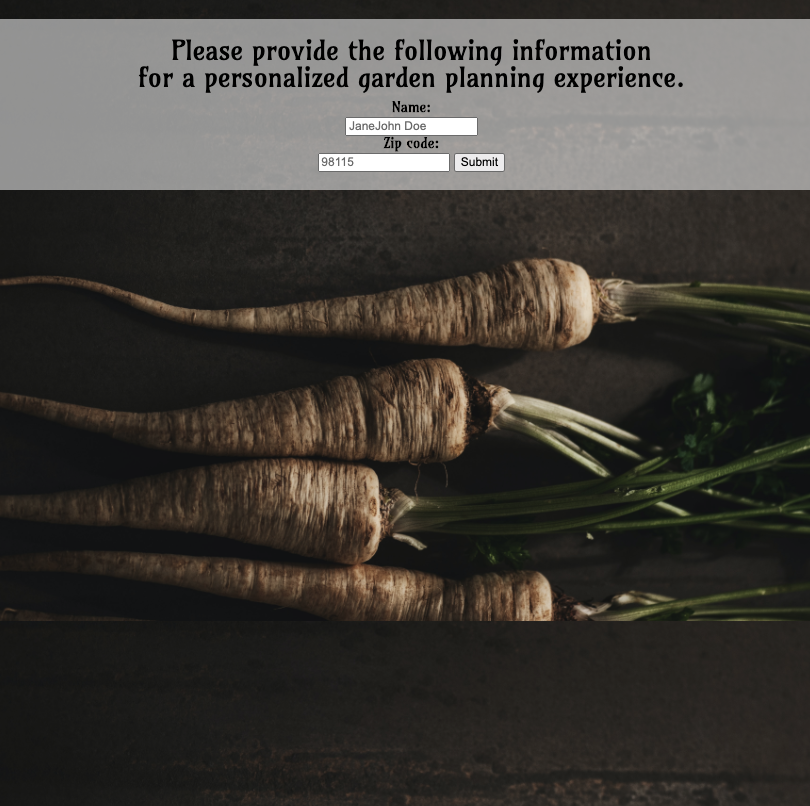 Please provide the following information
for a personalized garden planning experience.
Name:
JaneJohn Doe
Zip code:
98115 Submit